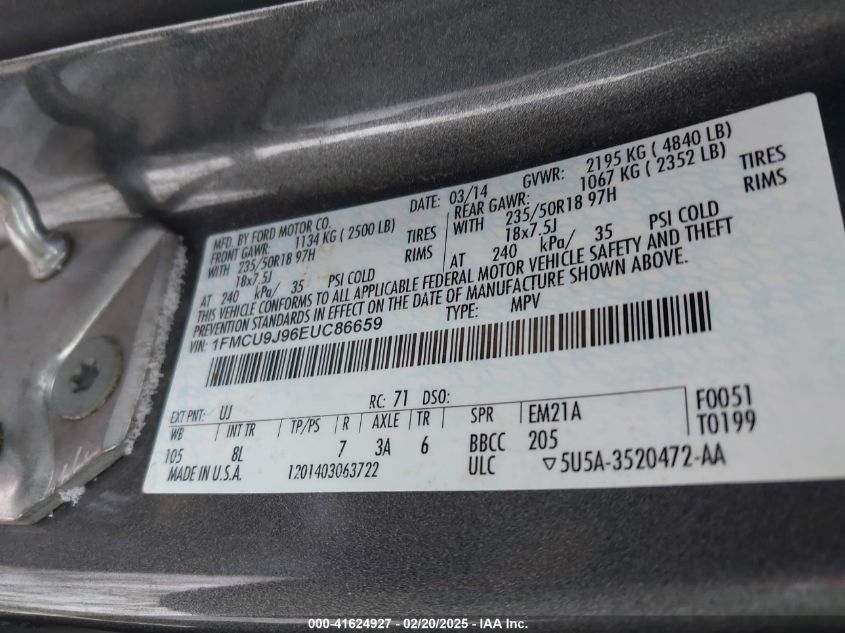 MFD. BY FORD MOTOR CO.
DATE: 03/14
GVWR: 2195 KG ( 4840 LB)
FRONT GAWR: 1134 KG ( 2500 LB)
REAR GAWR: 1067 KG ( 2352 LB)
WITH 235/50R18 97H TIRES
WITH 235/50R18 97H TIRES
18x7.5J RIMS
18x7.5J RIMS
AT 240 kPa/ 35 PSI COLD
AT 240 kPa/ 35 PSI COLD
THIS VEHICLE CONFORMS TO ALL APPLICABLE FEDERAL MOTOR VEHICLE SAFETY AND THEFT
PREVENTION STANDARDS IN EFFECT ON THE DATE OF MANUFACTURE SHOWN ABOVE.
VIN: 1FMCU9J96EUC86659
TYPE: MPV
EXT PNT: UJ RC: 71 DSO:
WB INT TR TP/PS R AXLE TR SPR EM21A F0051
105 8L 7 3A 6 BBCC 205 T0199
MADE IN U.S.A. 1201403063722 ULC ▽5U5A-3520472-AA
000-41624927 - 02/20/2025 - IAA Inc.